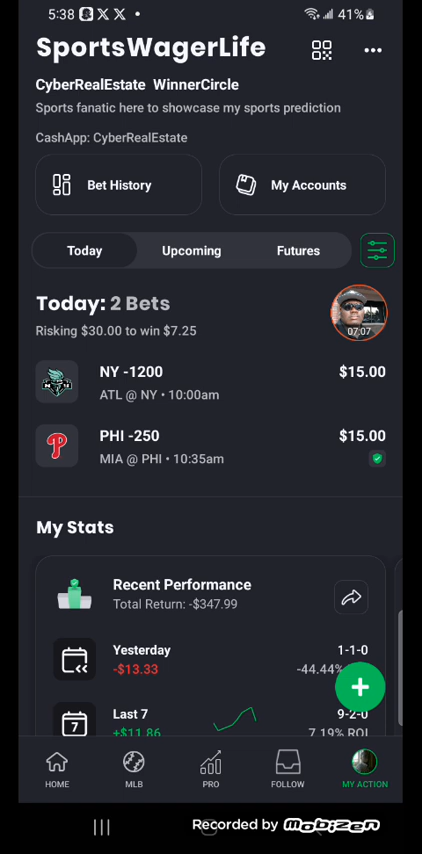 5:38 41%
SportsWagerLife
CyberRealEstate WinnerCircle
Sports fanatic here to showcase my sports prediction
CashApp: CyberRealEstate
Bet History
My Accounts
Today
Upcoming
Futures
Today: 2 Bets
Risking $30.00 to win $7.25
07:07
NY -1200
$15.00
ATL @ NY • 10:00am
PHI -250
$15.00
MIA @ PHI • 10:35am
My Stats
Recent Performance
Total Return: -$347.99
Yesterday
1-1-0
-$13.33
-44.44%
7
Last 7
9-2-0
+$11.86
7.19% ROI
HOME
MLB
PRO
FOLLOW
MY ACTION
Recorded by MOBIZEN